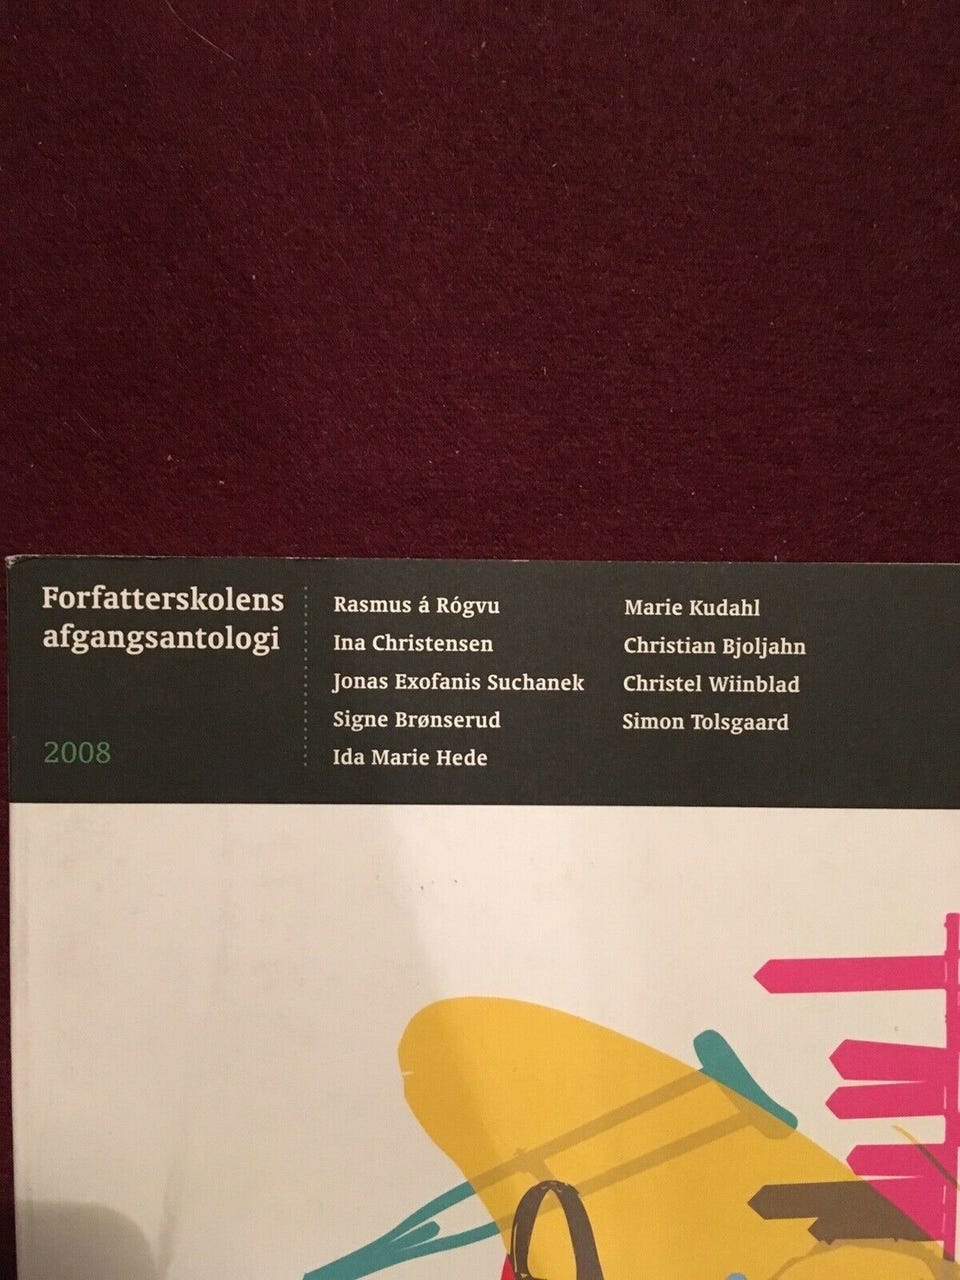 Forfatterskolens
afgangsantologi
2008
Rasmus á Rógvu
Ina Christensen
Jonas Exofanis Suchanek
Signe Brønserud
Ida Marie Hede
Marie Kudahl
Christian Bjoljahn
Christel Wiinblad
Simon Tolsgaard